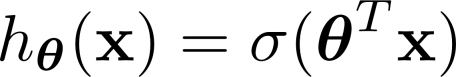 h_𝛉(𝐱) = σ(𝛉^T 𝐱)